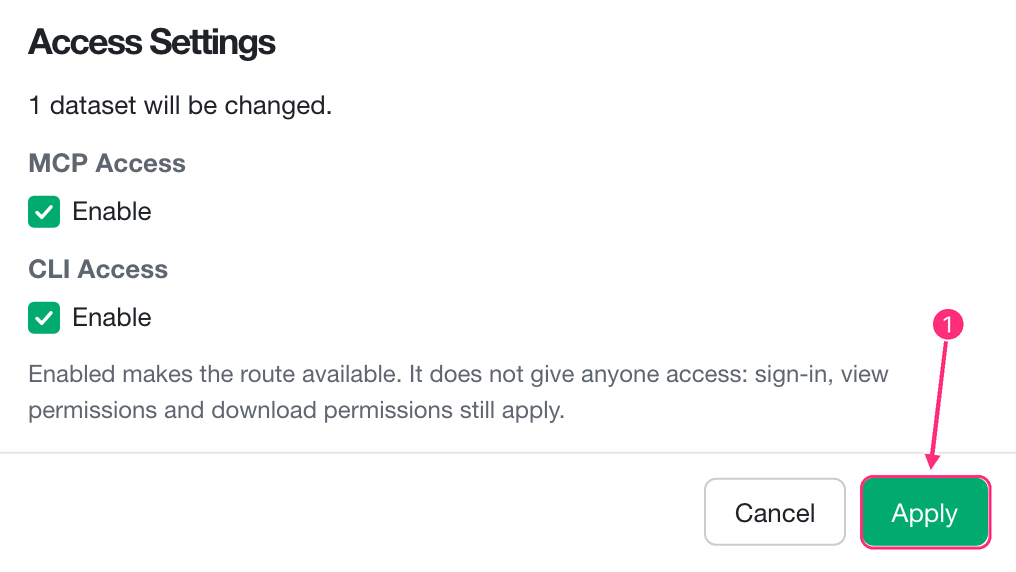 Access Settings
1 dataset will be changed.
MCP Access
Enable
CLI Access
Enable
1
Enabled makes the route available. It does not give anyone access: sign-in, view
permissions and download permissions still apply.
Cancel
Apply